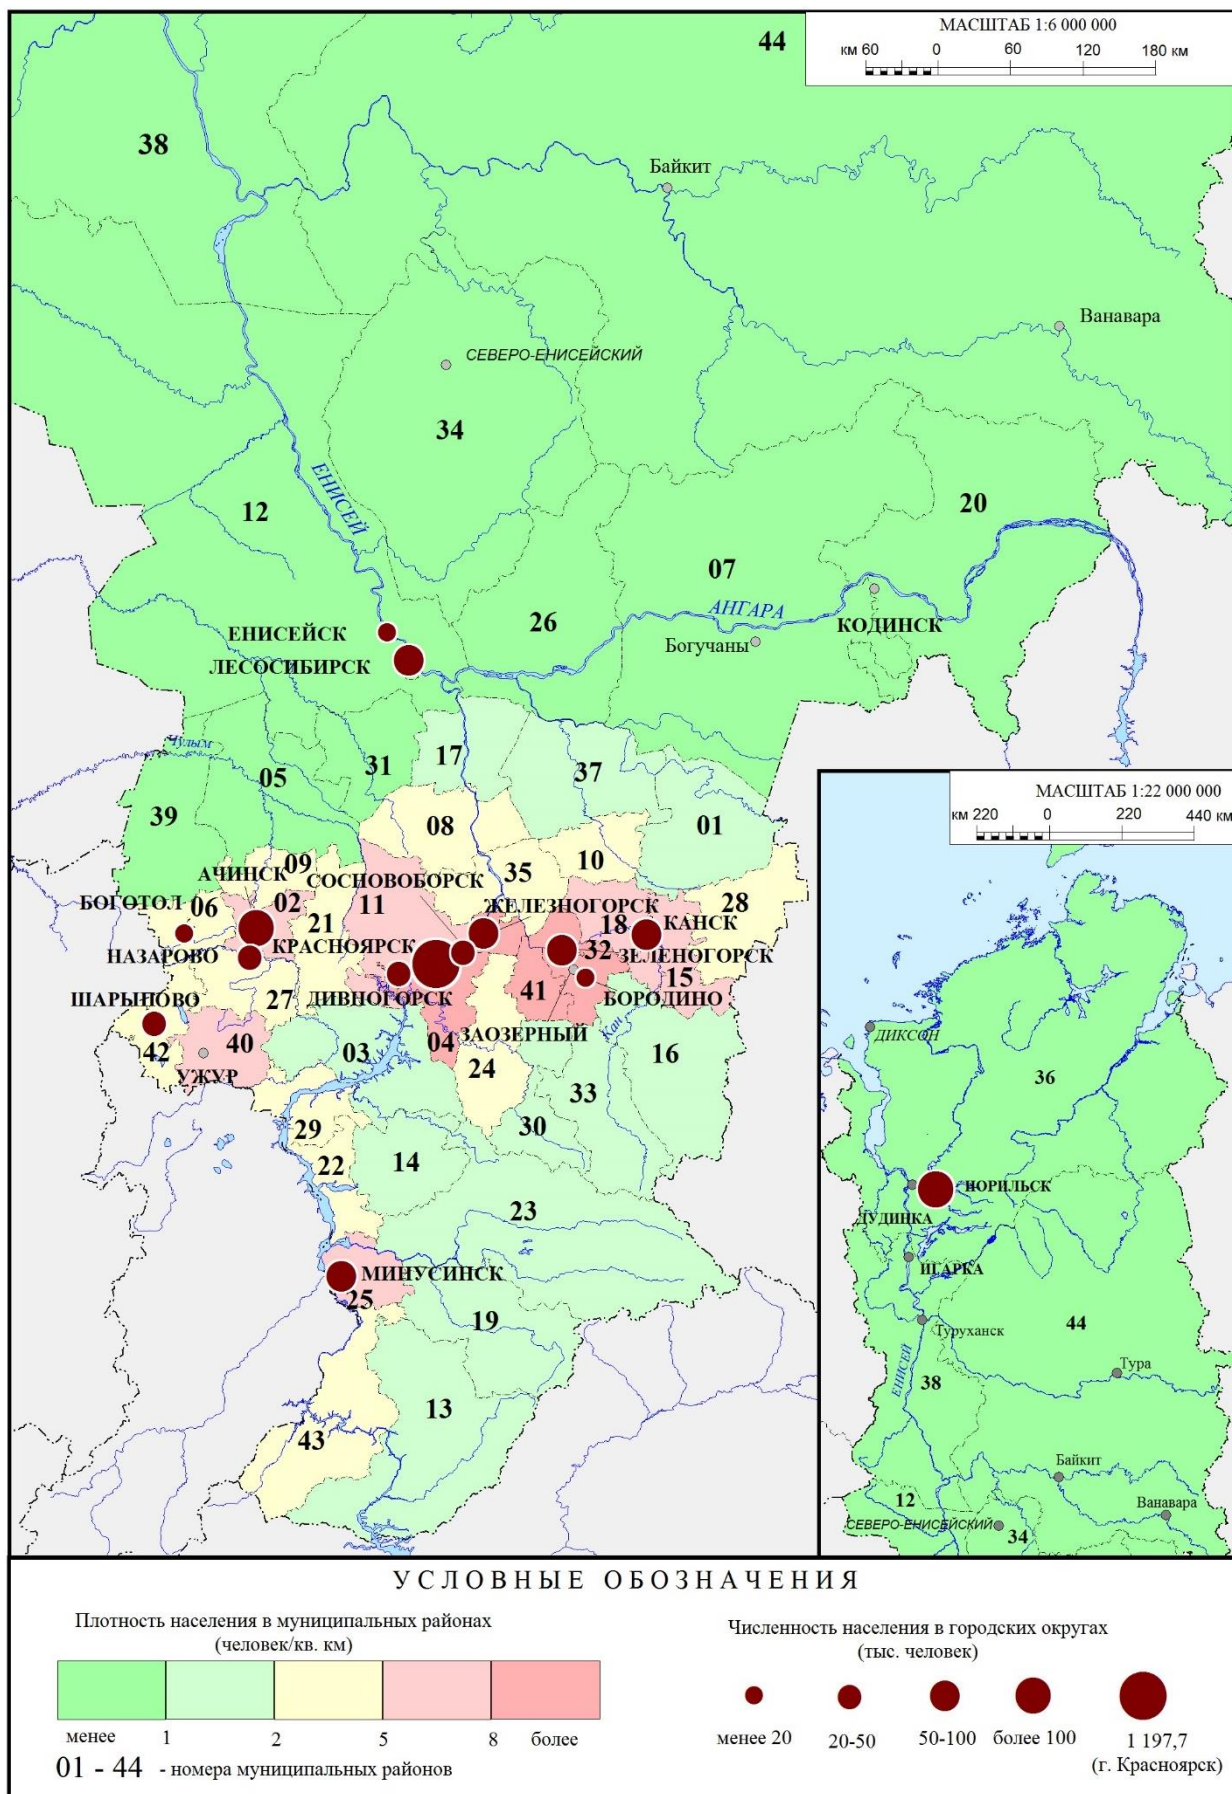 МАСШТАБ 1:6 000 000
км 60 0 60 120 180 км
44
38
Байкит
Ванавара
СЕВЕРО-ЕНИСЕЙСКИЙ
34
ЕНИСЕЙ
12
20
07
АНГАРА
26
КОДИНСК
ЕНИСЕЙСК
Богучаны
ЛЕСОСИБИРСК
Чулым
17
31
37
05
39
08
01
10
09
35
АЧИНСК
СОСНОВОБОРСК
БОГОТОЛ
06
02
21
11
ЖЕЛЕЗНОГОРСК
28
18
КАНСК
НАЗАРОВО
КРАСНОЯРСК
32
ЗЕЛЕНОГОРСК
15
ШАРЫПОВО
27
ДИВНОГОРСК
41
БОРОДИНО
ЗАОЗЕРНЫЙ
Кан
42
40
03
04
16
УЖУР
24
33
29
30
22
14
23
МИНУСИНСК
25
19
13
43
МАСШТАБ 1:22 000 000
км 220 0 220 440 км
ДИКСОН
36
НОРИЛЬСК
ДУДИНКА
ИГАРКА
Туруханск
44
Тура
ЕНИСЕЙ
38
Байкит
12
Ванавара
СЕВЕРО-ЕНИСЕЙСКИЙ
34
УСЛОВНЫЕ ОБОЗНАЧЕНИЯ
Плотность населения в муниципальных районах
(человек/кв. км)
менее 1 2 5 8 более
01 - 44 - номера муниципальных районов
Численность населения в городских округах
(тыс. человек)
менее 20 20-50 50-100 более 100 1 197,7
(г. Красноярск)